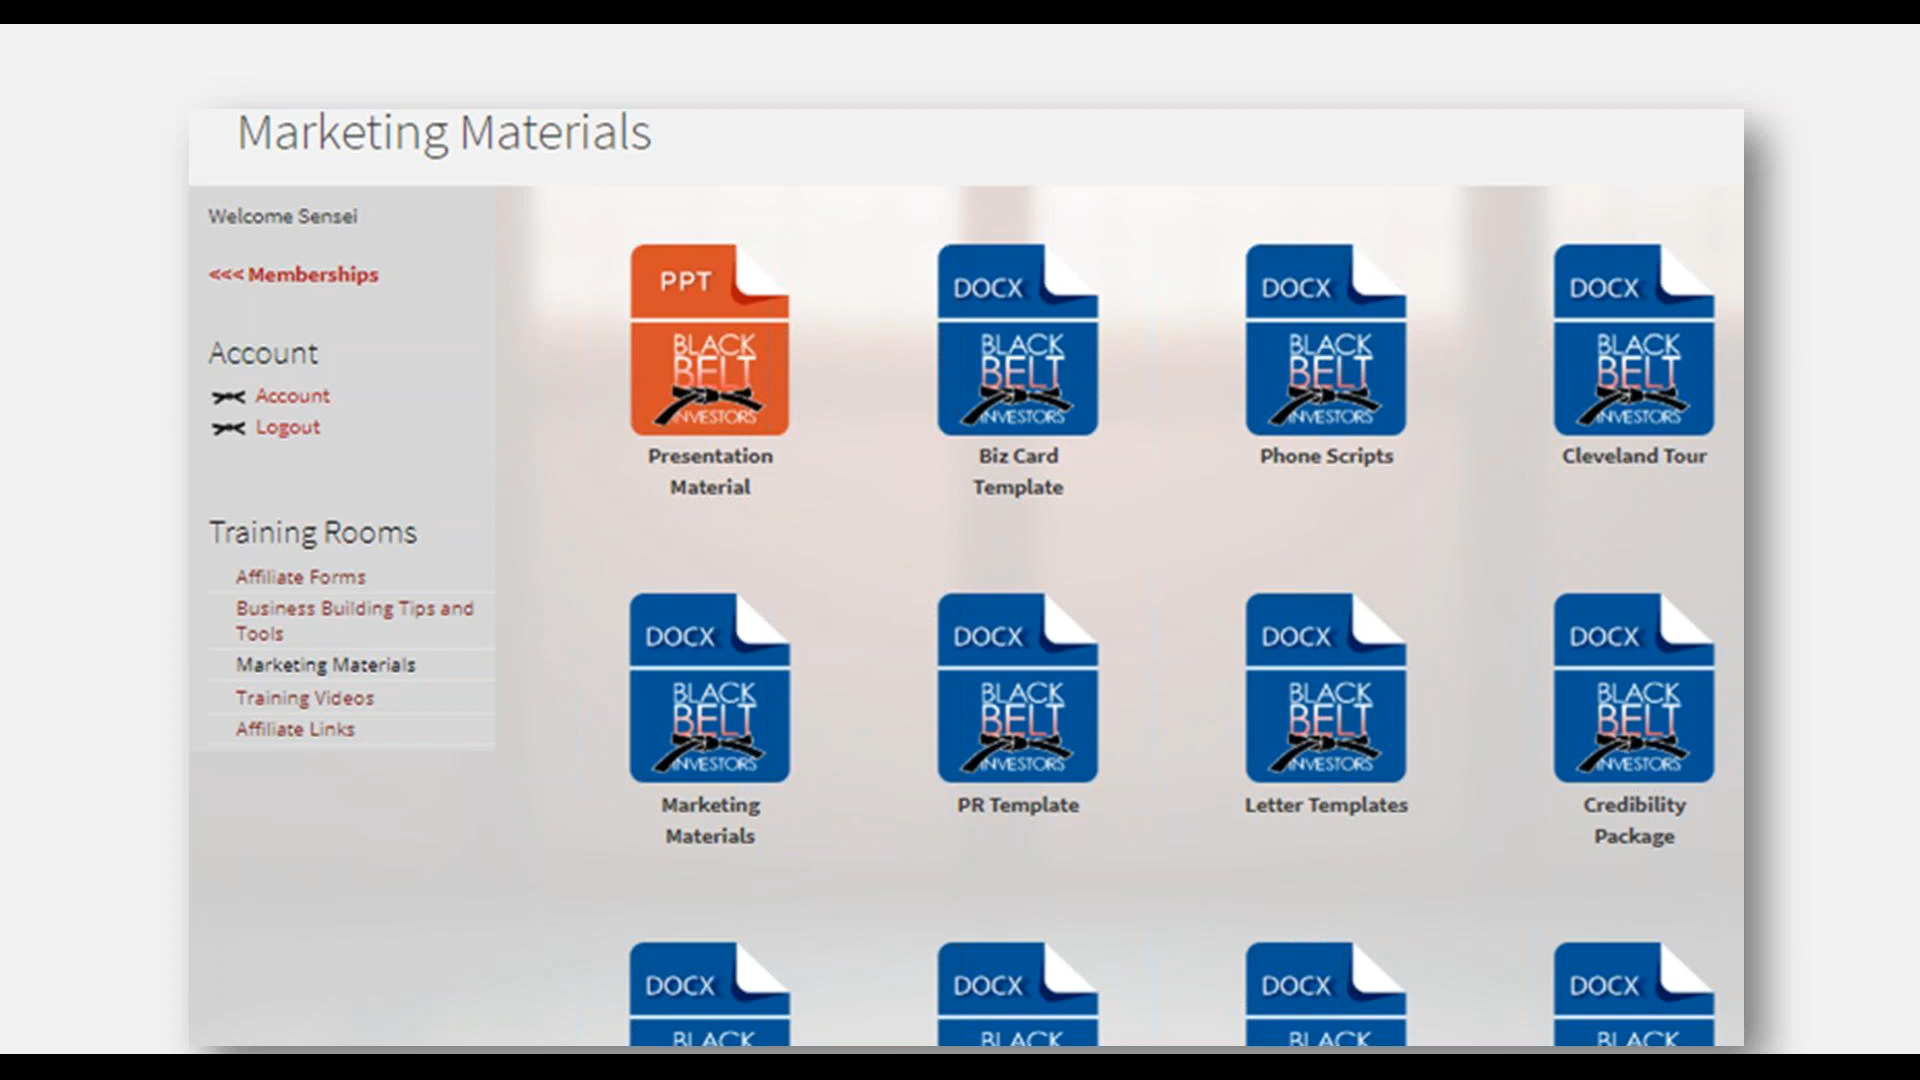 Marketing Materials
Welcome Sensei
<<< Memberships
Account
Account
Logout
Training Rooms
Affiliate Forms
Business Building Tips and
Tools
Marketing Materials
Training Videos
Affiliate Links
PPT
BLACK
BELT
INVESTORS
Presentation
Material
DOCX
BLACK
BELT
INVESTORS
Biz Card
Template
DOCX
BLACK
BELT
INVESTORS
Phone Scripts
DOCX
BLACK
BELT
INVESTORS
Cleveland Tour
DOCX
BLACK
BELT
INVESTORS
Marketing
Materials
DOCX
BLACK
BELT
INVESTORS
PR Template
DOCX
BLACK
BELT
INVESTORS
Letter Templates
DOCX
BLACK
BELT
INVESTORS
Credibility
Package
DOCX
BLACK
DOCX
BLACK
DOCX
BLACK
DOCX
BLACK